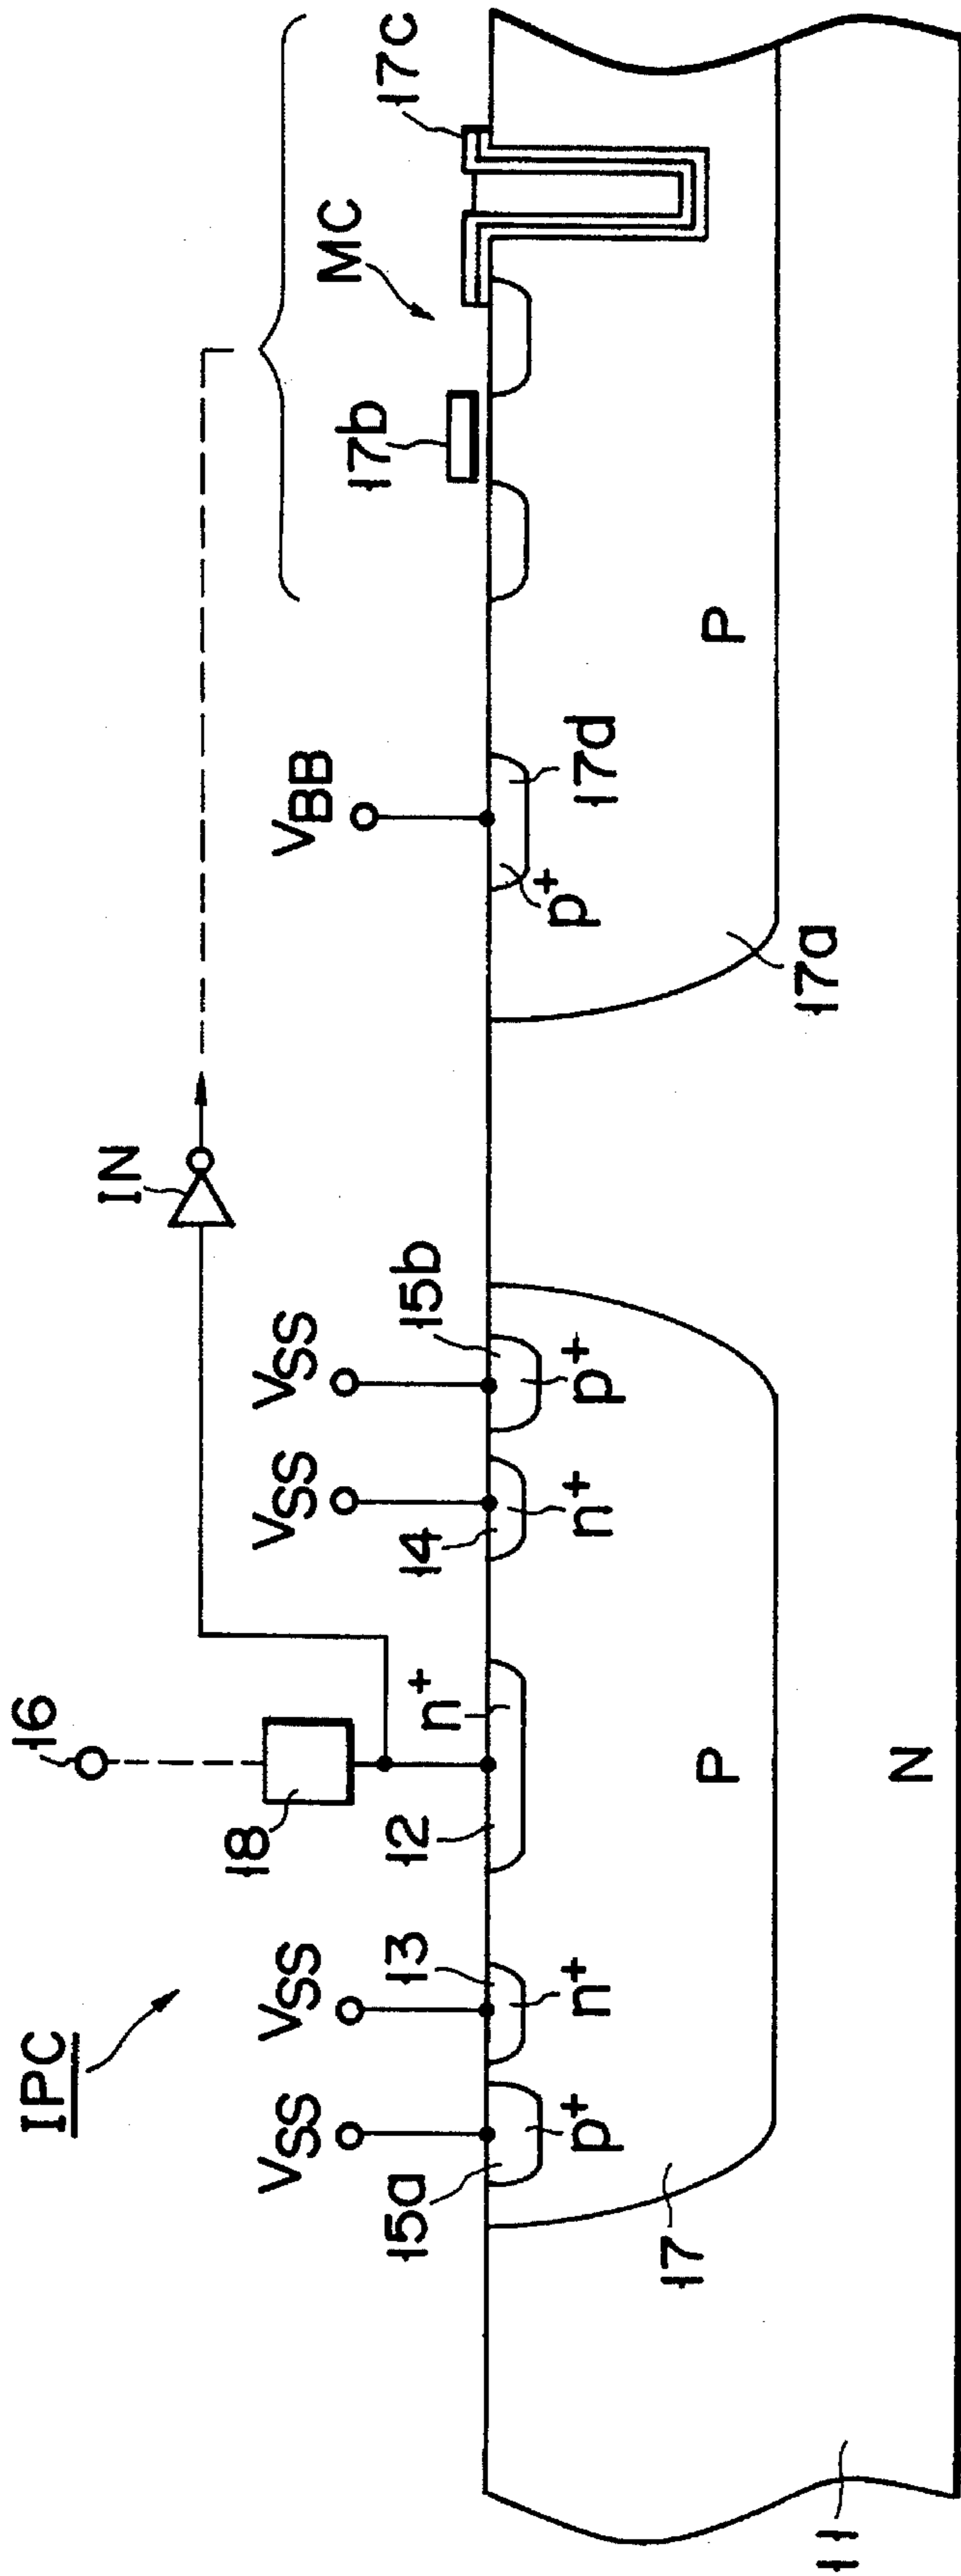 IPC
16
IN
18
VSS
VSS
VSS
VSS
VBB
MC
15a
13
12
n+
14
15b
17b
17c
p+
n+
n+
p+
p+
17d
17
P
17a
P
11
N